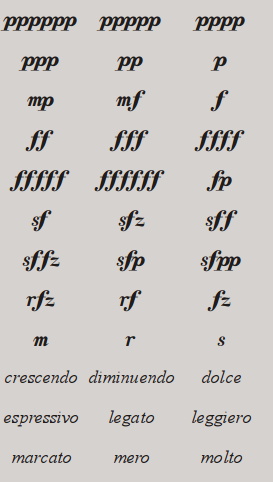 pppppp ppppp pppp
ppp pp p
mp mf f
ff fff ffff
fffff ffffff fp
sf sfz sff
sffz sfp sfpp
rfz rf fz
m r s
crescendo diminuendo dolce
espressivo legato leggiero
marcato mero molto